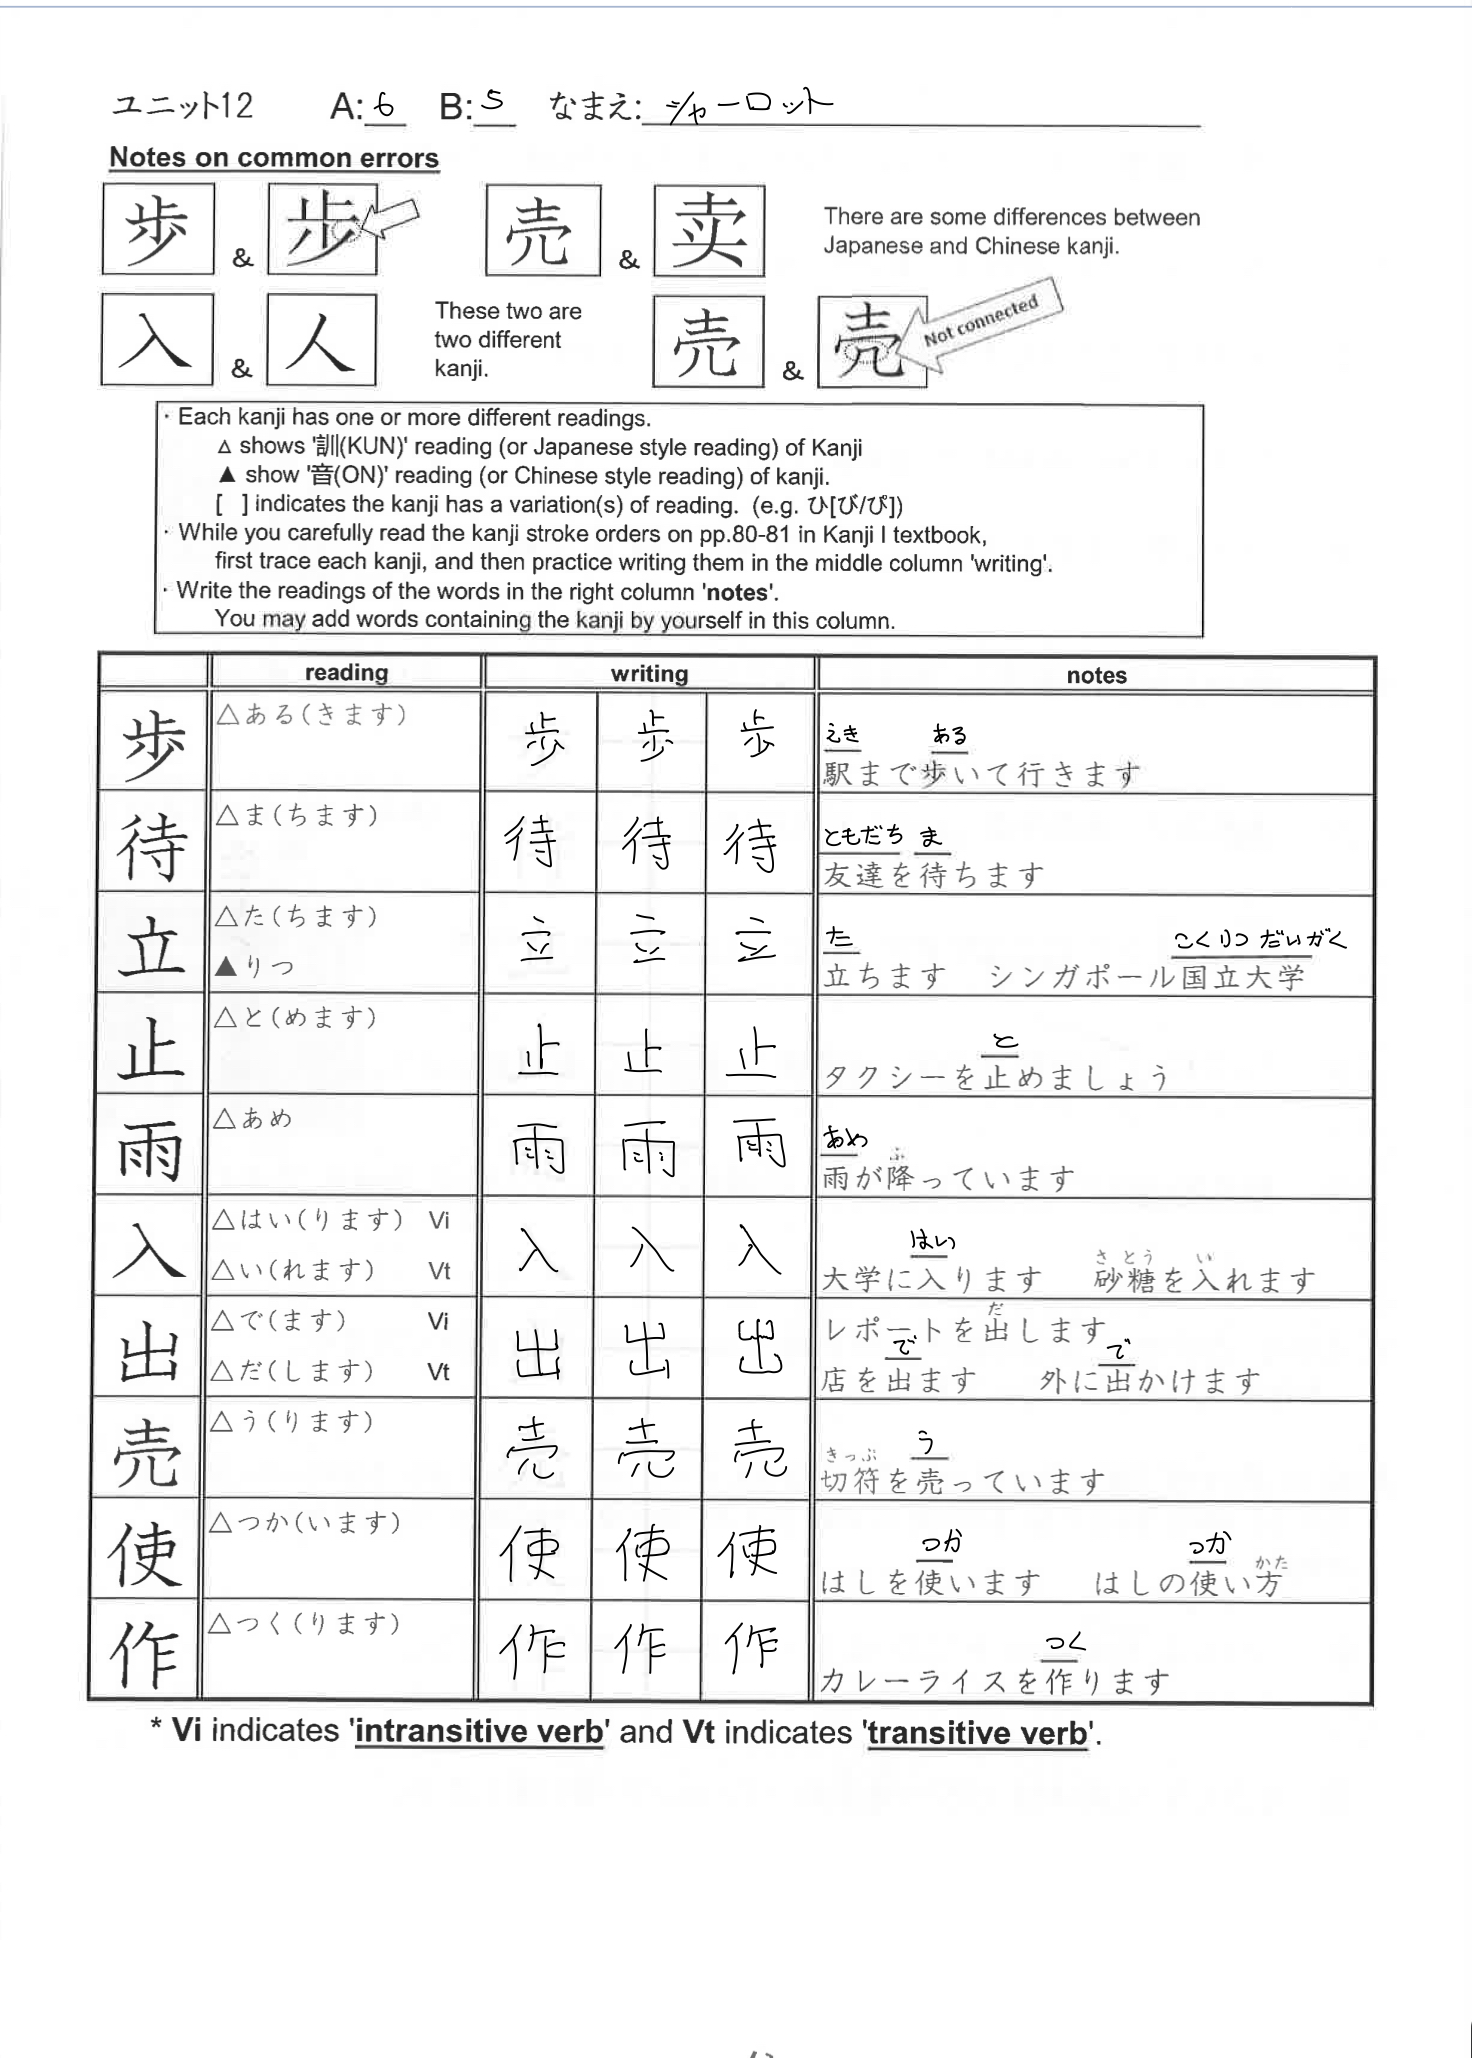 ユニット12 A: 6 B: 5 なまえ: シャーロット
Notes on common errors
歩 & 步 売 & 卖 There are some differences between
Japanese and Chinese kanji.
入 & 人 These two are
two different
kanji. 売 & 売 Not connected
· Each kanji has one or more different readings.
△ shows '訓(KUN)' reading (or Japanese style reading) of Kanji
▲ show '音(ON)' reading (or Chinese style reading) of kanji.
[ ] indicates the kanji has a variation(s) of reading. (e.g. ひ[び/ぴ])
· While you carefully read the kanji stroke orders on pp.80-81 in Kanji I textbook,
first trace each kanji, and then practice writing them in the middle column 'writing'.
· Write the readings of the words in the right column 'notes'.
You may add words containing the kanji by yourself in this column.
reading writing notes
歩 △ある(きます) 歩 歩 歩
えき ある
駅まで歩いて行きます
待 △ま(ちます) 待 待 待
ともだち ま
友達を待ちます
立 △た(ちます) 立 立 立
▲りつ
た こくりつ だいがく
立ちます シンガポール国立大学
止 △と(めます) 止 止 止
と
タクシーを止めましょう
雨 △あめ 雨 雨 雨
あめ ふ
雨が降っています
入 △はい(ります) Vi 入 入 入
△い(れます) Vt
はい さとう い
大学に入ります 砂糖を入れます
出 △で(ます) Vi 出 出 出
△だ(します) Vt
だ
レポートを出します
で で
店を出ます 外に出かけます
売 △う(ります) 売 売 売
きっぷ う
切符を売っています
使 △つか(います) 使 使 使
つか つか かた
はしを使います はしの使い方
作 △つく(ります) 作 作 作
つく
カレーライスを作ります
* Vi indicates 'intransitive verb' and Vt indicates 'transitive verb'.